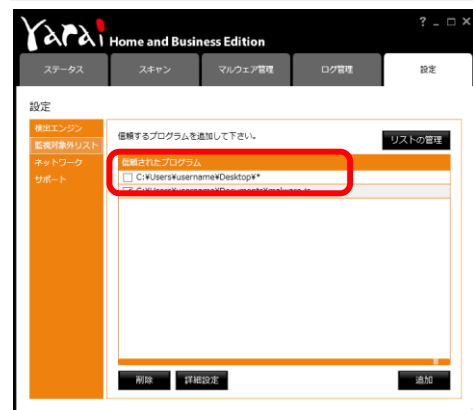 Yarai Home and Business Edition
ステータス
スキャン
マルウェア管理
ログ管理
設定
設定
検出エンジン
監視対象外リスト
ネットワーク
サポート
信頼するプログラムを追加して下さい。
リストの管理
信頼されたプログラム
C:¥Users¥username¥Desktop¥*
削除
詳細設定
追加